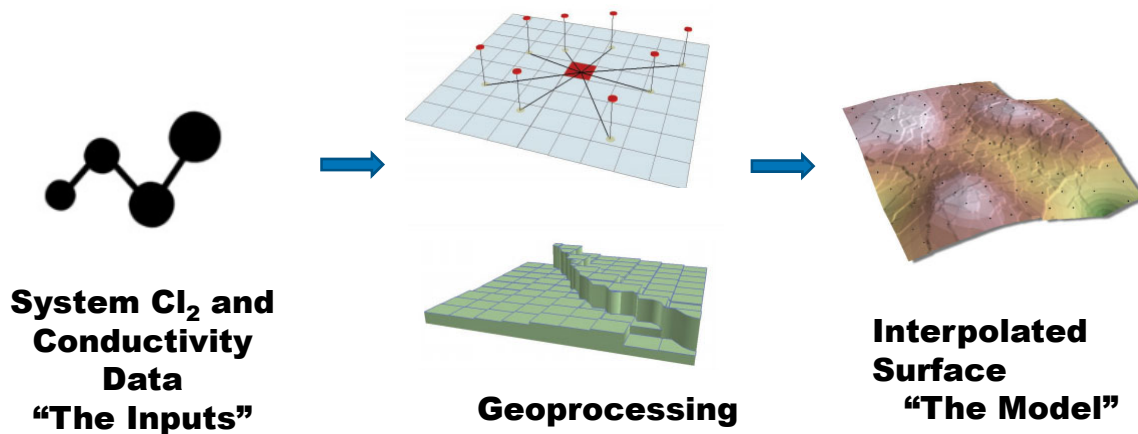 System Cl₂ and
Conductivity
Data
“The Inputs”
Geoprocessing
Interpolated
Surface
“The Model”